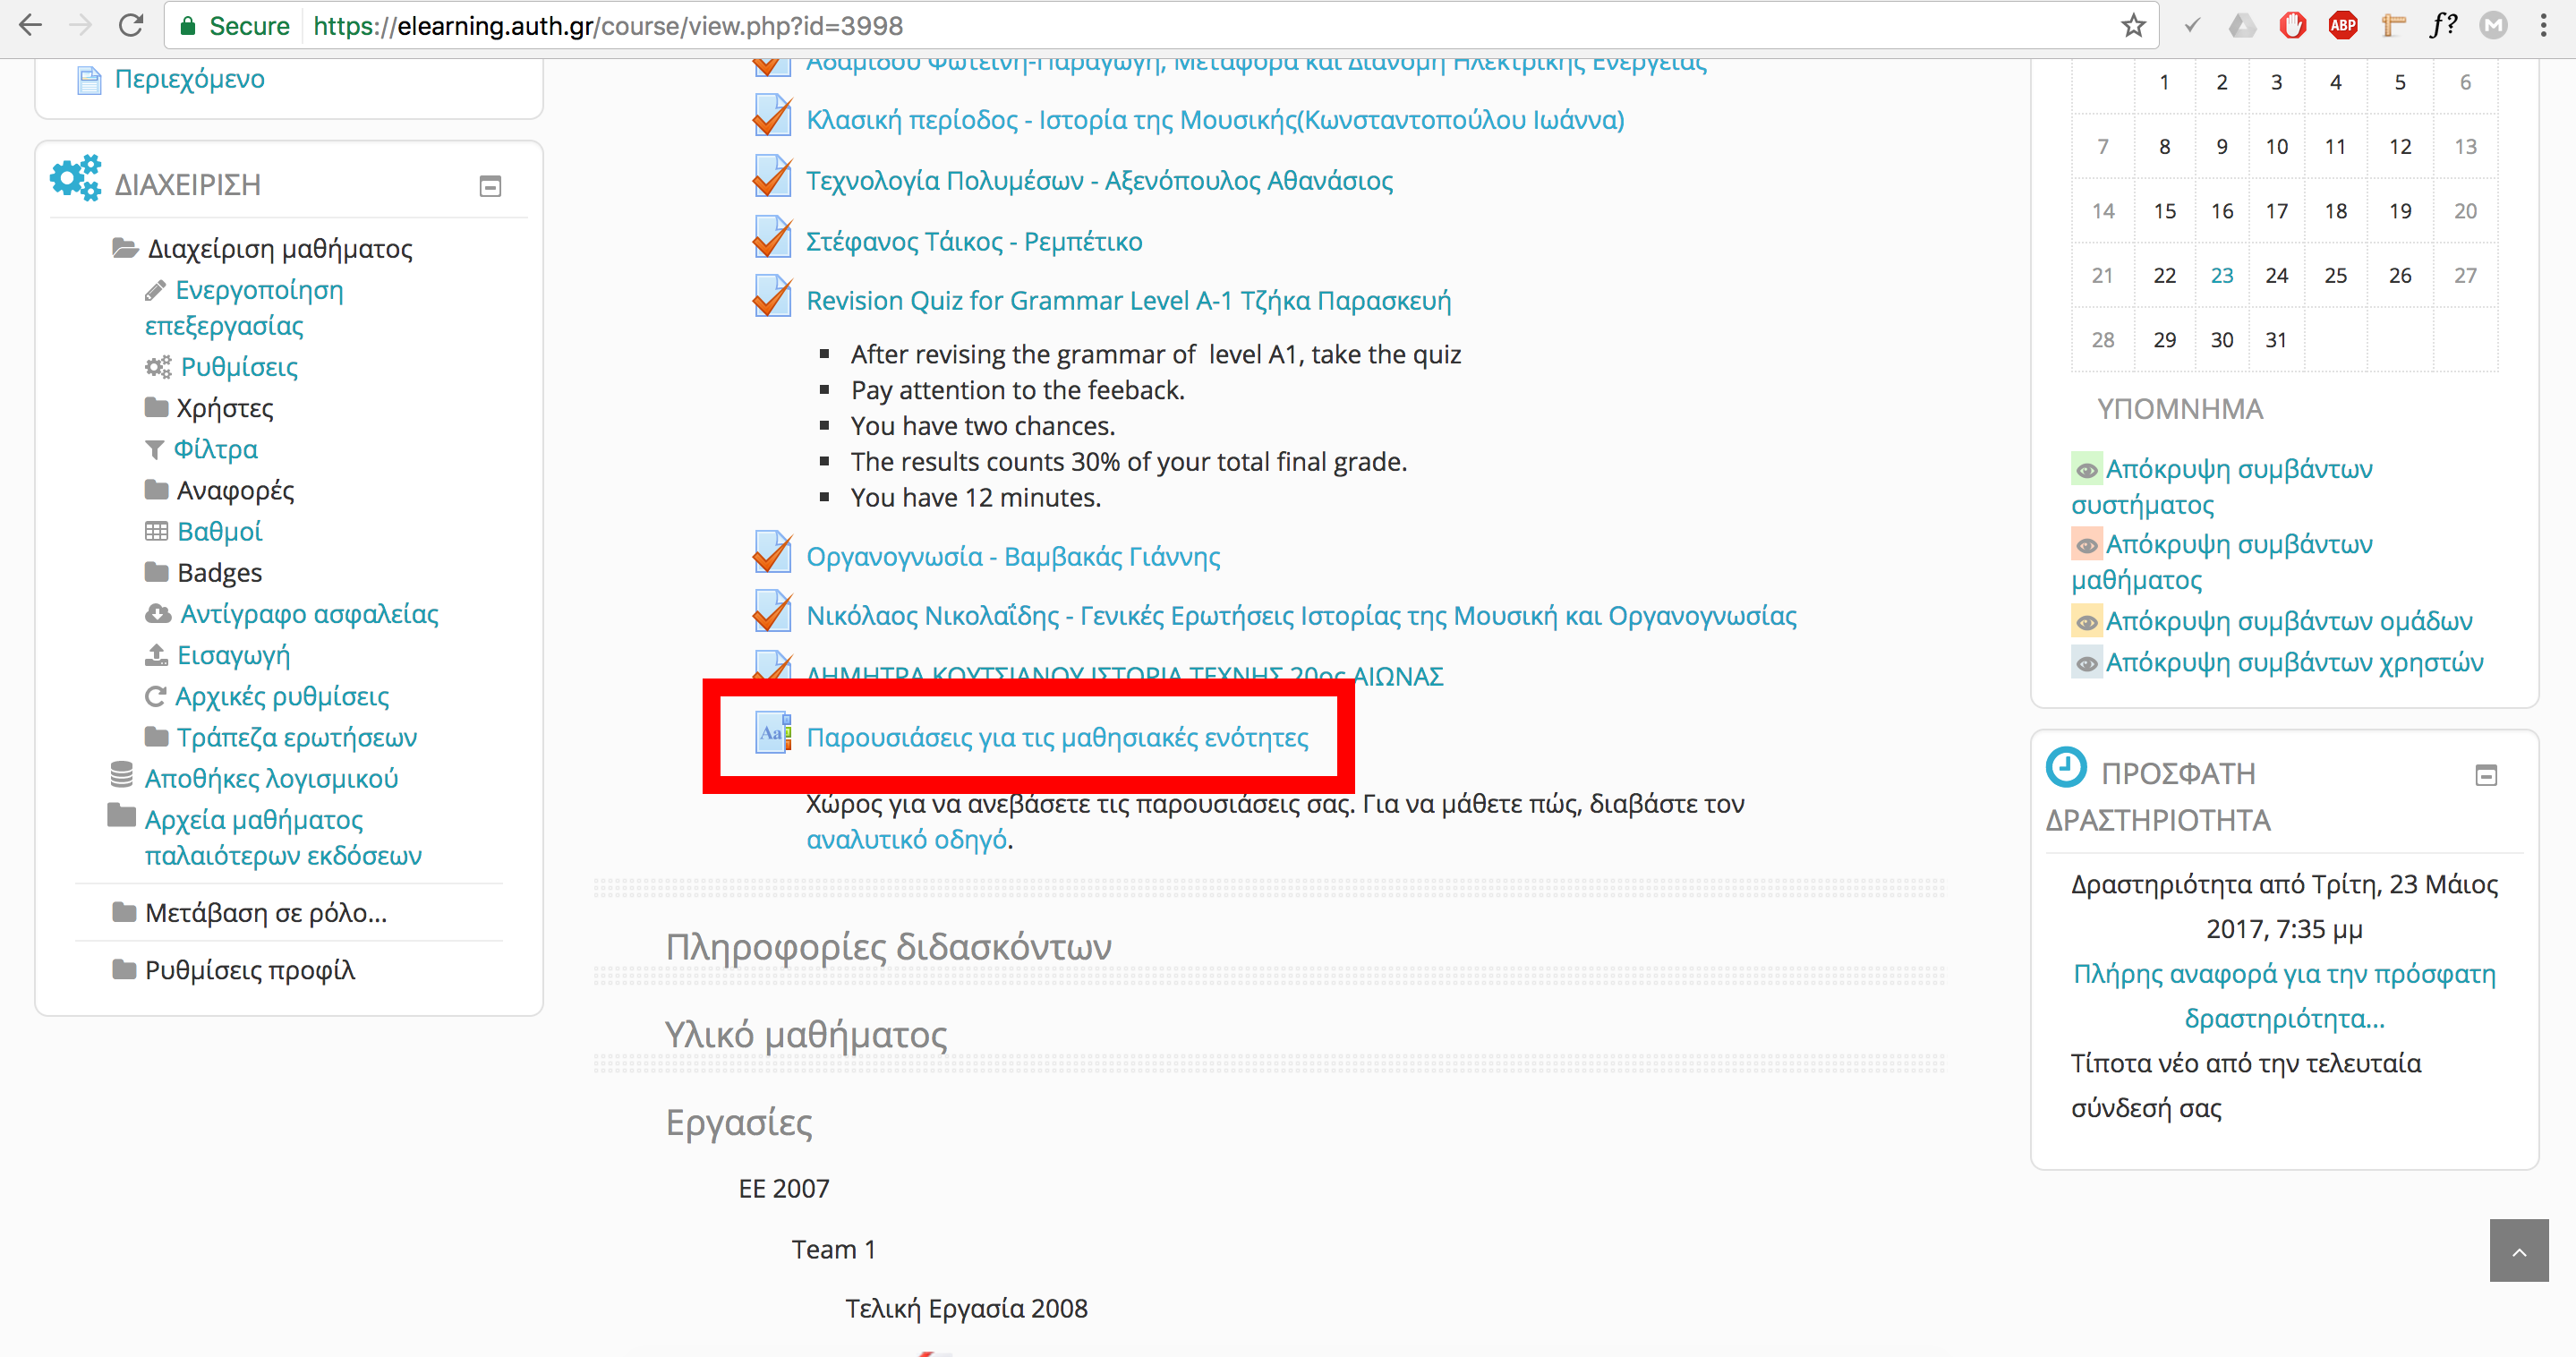 Secure https://elearning.auth.gr/course/view.php?id=3998
ABP
f?
M
Περιεχόμενο
ΔΙΑΧΕΙΡΙΣΗ
Διαχείριση μαθήματος
Ενεργοποίηση
επεξεργασίας
Ρυθμίσεις
Χρήστες
Φίλτρα
Αναφορές
Βαθμοί
Badges
Αντίγραφο ασφαλείας
Εισαγωγή
Αρχικές ρυθμίσεις
Τράπεζα ερωτήσεων
Αποθήκες λογισμικού
Αρχεία μαθήματος
παλαιότερων εκδόσεων
Μετάβαση σε ρόλο...
Ρυθμίσεις προφίλ
Αδαμίδου Φωτεινή-Παραγωγή, Μεταφορά και Διανομή Ηλεκτρικής Ενέργειας
Κλασική περίοδος - Ιστορία της Μουσικής(Κωνσταντοπούλου Ιωάννα)
Τεχνολογία Πολυμέσων - Αξενόπουλος Αθανάσιος
Στέφανος Τάικος - Ρεμπέτικο
Revision Quiz for Grammar Level A-1 Τζήκα Παρασκευή
After revising the grammar of level A1, take the quiz
Pay attention to the feeback.
You have two chances.
The results counts 30% of your total final grade.
You have 12 minutes.
Οργανογνωσία - Βαμβακάς Γιάννης
Νικόλαος Νικολαΐδης - Γενικές Ερωτήσεις Ιστορίας της Μουσική και Οργανογνωσίας
ΔΗΜΗΤΡΑ ΚΟΥΤΣΙΑΝΟΥ ΙΣΤΟΡΙΑ ΤΕΧΝΗΣ 20ος ΑΙΩΝΑΣ
Aa
Παρουσιάσεις για τις μαθησιακές ενότητες
Χώρος για να ανεβάσετε τις παρουσιάσεις σας. Για να μάθετε πώς, διαβάστε τον
αναλυτικό οδηγό.
Πληροφορίες διδασκόντων
Υλικό μαθήματος
Εργασίες
ΕΕ 2007
Team 1
Τελική Εργασία 2008
1 2 3 4 5 6
7 8 9 10 11 12 13
14 15 16 17 18 19 20
21 22 23 24 25 26 27
28 29 30 31
ΥΠΟΜΝΗΜΑ
Απόκρυψη συμβάντων
συστήματος
Απόκρυψη συμβάντων
μαθήματος
Απόκρυψη συμβάντων ομάδων
Απόκρυψη συμβάντων χρηστών
ΠΡΟΣΦΑΤΗ
ΔΡΑΣΤΗΡΙΟΤΗΤΑ
Δραστηριότητα από Τρίτη, 23 Μάιος
2017, 7:35 μμ
Πλήρης αναφορά για την πρόσφατη
δραστηριότητα...
Τίποτα νέο από την τελευταία
σύνδεσή σας